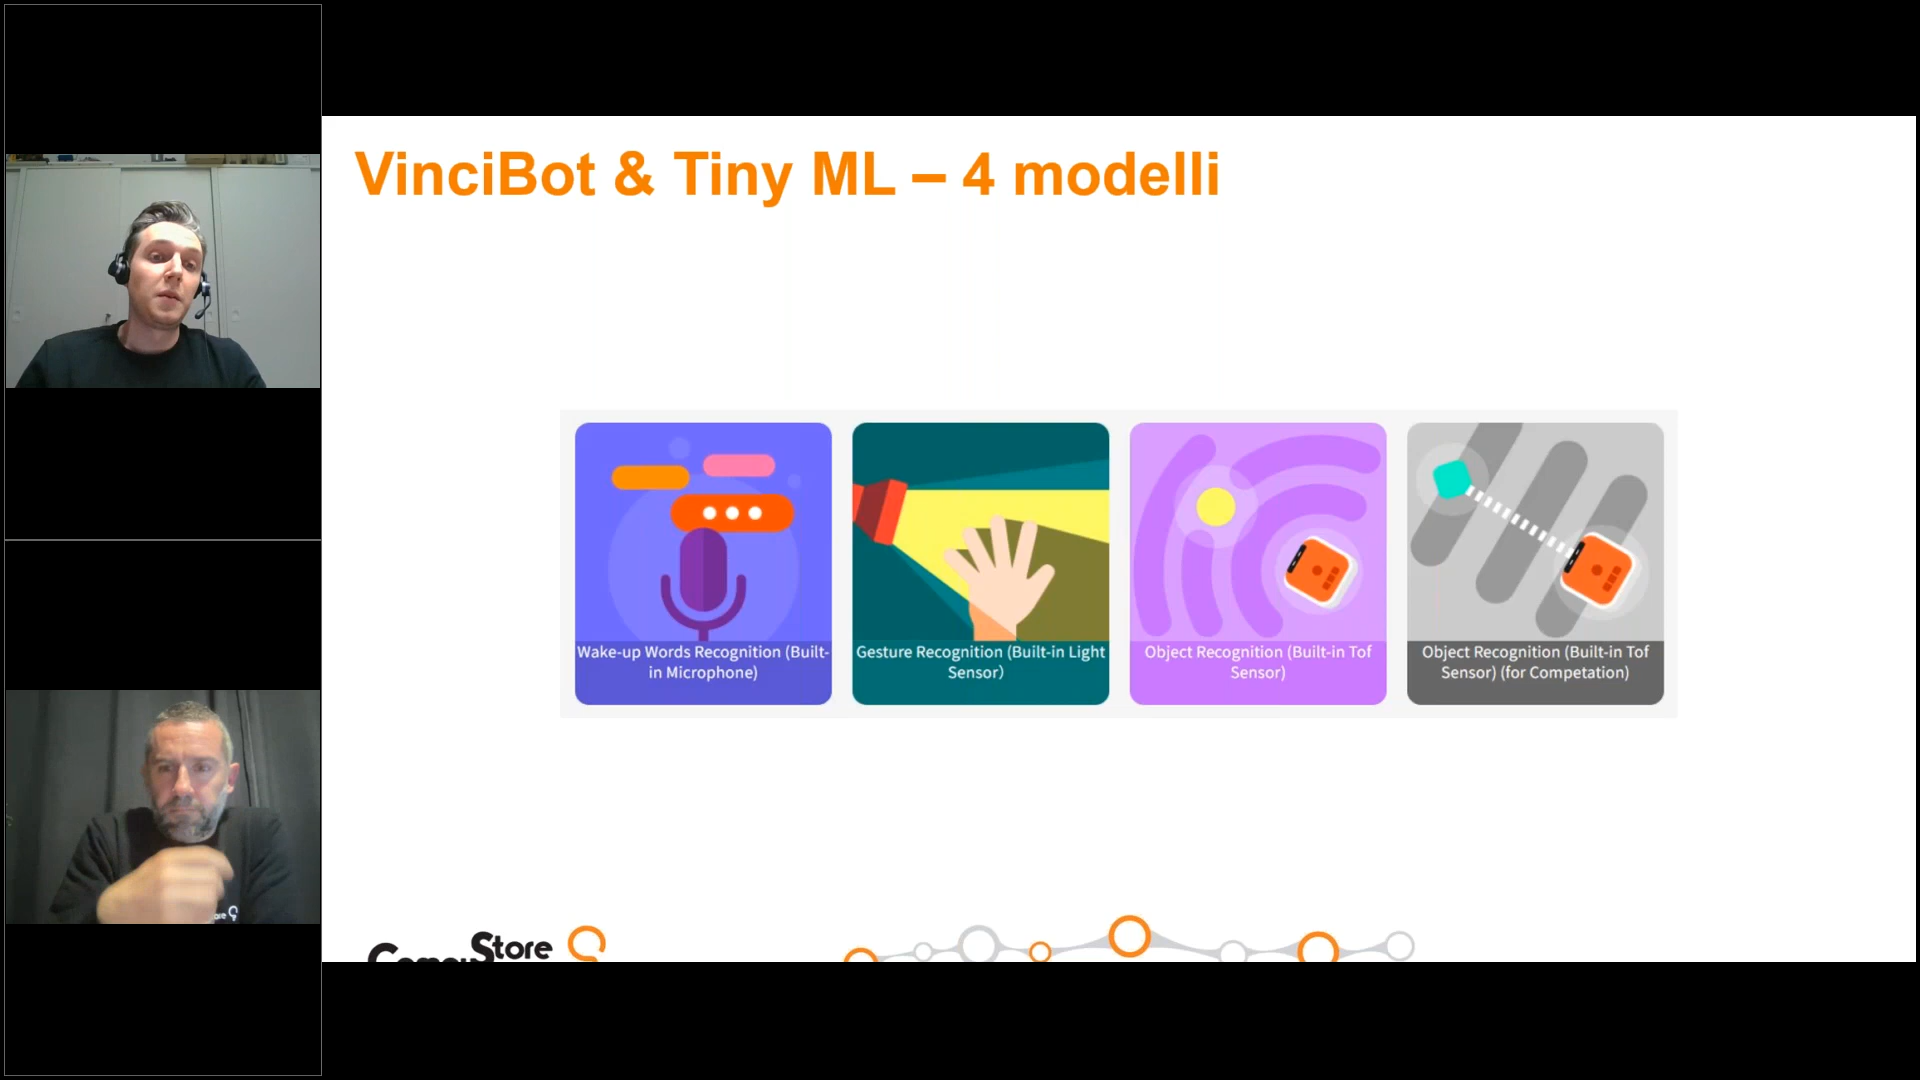 VinciBot & Tiny ML – 4 modelli
Wake-up Words Recognition (Built-
in Microphone)
Gesture Recognition (Built-in Light
Sensor)
Object Recognition (Built-in Tof
Sensor)
Object Recognition (Built-in Tof
Sensor) (for Competation)
Store